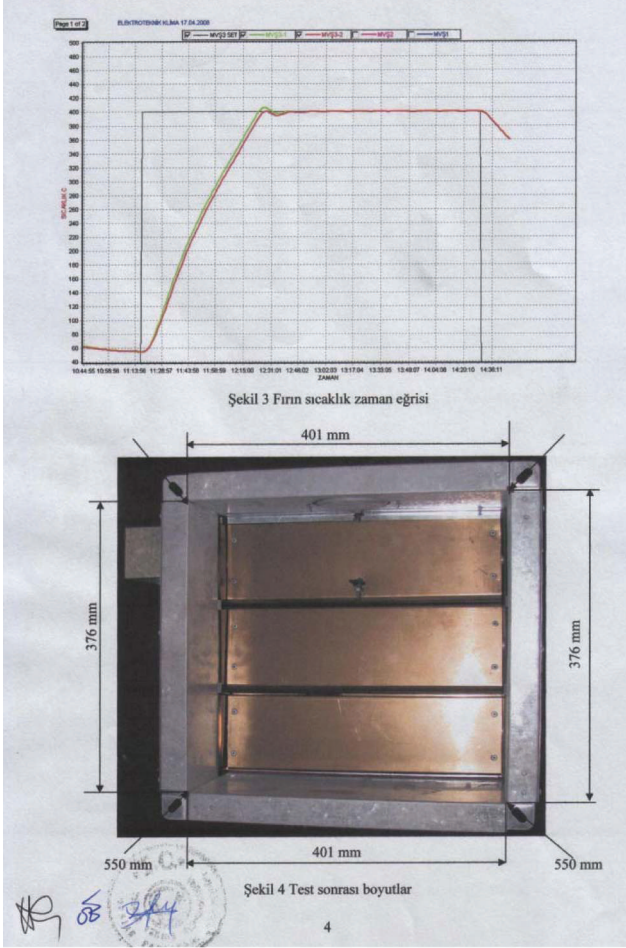 Page 1 of 2
ELEKTROTEKNİK KLİMA 17.04.2008
MVŞ3 SET MVŞ3-1 MVŞ3-2 MVŞ2 MVŞ1
500
480
460
440
420
400
380
360
340
320
300
280
260
240
220
200
180
160
140
120
100
80
60
40
SICAKLIK C
10:44:55 10:59:56 11:13:56 11:28:57 11:43:58 11:58:59 12:15:00 12:31:01 12:46:02 13:02:03 13:17:04 13:33:05 13:49:07 14:04:08 14:20:10 14:36:11
ZAMAN
Şekil 3 Fırın sıcaklık zaman eğrisi
401 mm
376 mm
376 mm
401 mm
550 mm
550 mm
Şekil 4 Test sonrası boyutlar
4